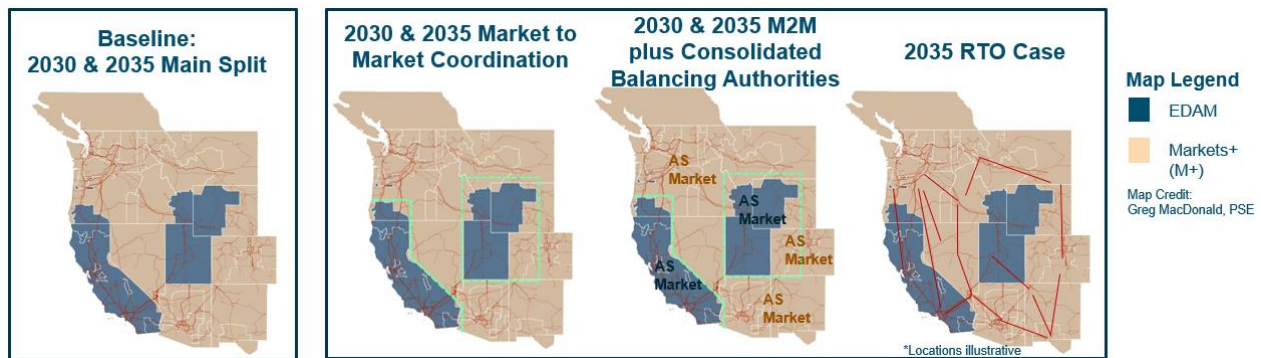 Baseline:
2030 & 2035 Main Split
2030 & 2035 Market to
Market Coordination
2030 & 2035 M2M
plus Consolidated
Balancing Authorities
AS
Market
AS
Market
AS
Market
AS
Market
AS
Market
2035 RTO Case
*Locations illustrative
Map Legend
EDAM
Markets+
(M+)
Map Credit:
Greg MacDonald, PSE